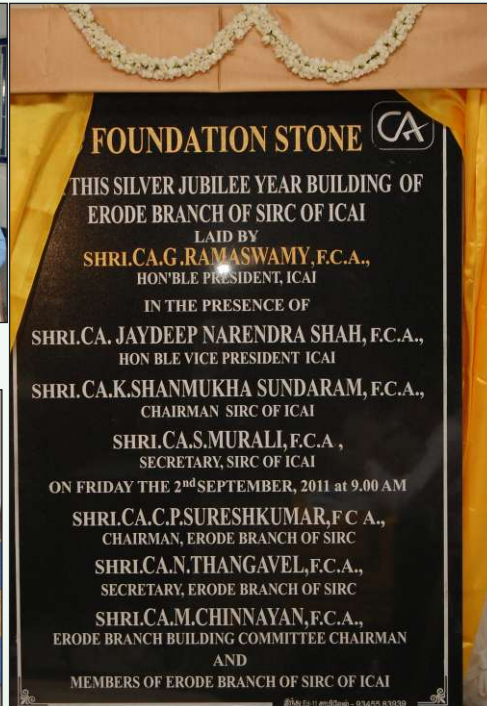 CA
FOUNDATION STONE
THIS SILVER JUBILEE YEAR BUILDING OF
ERODE BRANCH OF SIRC OF ICAI
LAID BY
SHRI.CA.G.RAMASWAMY,F.C.A.,
HON'BLE PRESIDENT, ICAI
IN THE PRESENCE OF
SHRI.CA. JAYDEEP NARENDRA SHAH, F.C.A.,
HON BLE VICE PRESIDENT ICAI
SHRI.CA.K.SHANMUKHA SUNDARAM, F.C.A.,
CHAIRMAN SIRC OF ICAI
SHRI.CA.S.MURALI,F.C.A ,
SECRETARY, SIRC OF ICAI
ON FRIDAY THE 2nd SEPTEMBER, 2011 at 9.00 AM
SHRI.CA.C.P.SURESHKUMAR,F C A.,
CHAIRMAN, ERODE BRANCH OF SIRC
SHRI.CA.N.THANGAVEL,F.C.A.,
SECRETARY, ERODE BRANCH OF SIRC
SHRI.CA.M.CHINNAYAN,F.C.A.,
ERODE BRANCH BUILDING COMMITTEE CHAIRMAN
AND
MEMBERS OF ERODE BRANCH OF SIRC OF ICAI
93455 83939